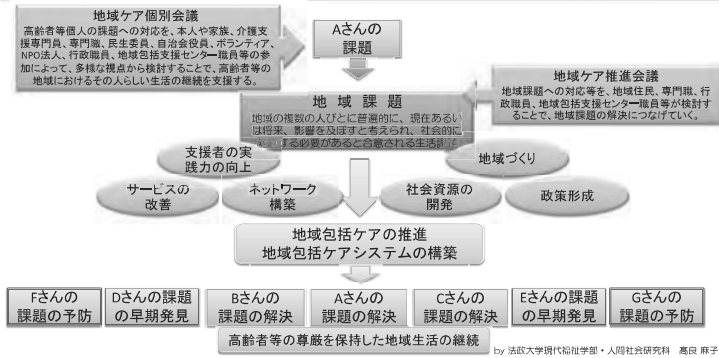 地域ケア個別会議
高齢者等個人の課題への対応を、本人や家族、介護支
援専門員、専門職、民生委員、自治会役員、ボランティア、
NPO法人、行政職員、地域包括支援センター職員等の参
加によって、多様な視点から検討することで、高齢者等の
地域におけるその人らしい生活の継続を支援する。
Aさんの
課題
地域ケア推進会議
地域課題への対応等を、地域住民、専門職、行
政職員、地域包括支援センター職員等が検討す
ることで、地域課題の解決につなげていく。
地域課題
地域の複数の人びとに普遍的に、現在あるい
は将来、影響を及ぼすと考えられ、社会的に
する必要があると合意される生活課
支援者の実
践力の向上
地域づくり
サービスの
改善
ネットワーク
構築
社会資源の
開発
政策形成
地域包括ケアの推進
地域包括ケアシステムの構築
Fさんの
課題の予防
Dさんの課題
の早期発見
Bさんの
課題の解決
Aさんの
課題の解決
Cさんの
課題の解決
Eさんの課題
の早期発見
Gさんの
課題の予防
高齢者等の尊厳を保持した地域生活の継続
by 法政大学現代福祉学部・人間社会研究科 髙良 麻子